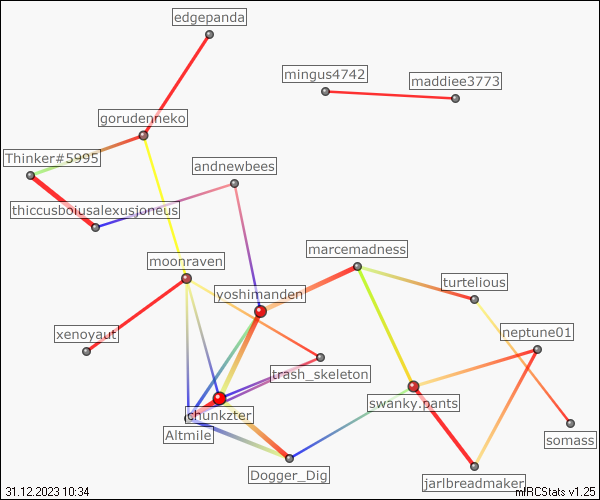 edgepanda
mingus4742
maddiee3773
gorudenneko
Thinker#5995
andnewbees
thiccusboiusalexusjoneus
marcemadness
moonraven
turtelious
yoshimanden
neptune01
xenoyaut
trash_skeleton
swanky.pants
chunkzter
Altmile
somass
Dogger_Dig
jarlbreadmaker
31.12.2023 10:34
mIRCStats v1.25